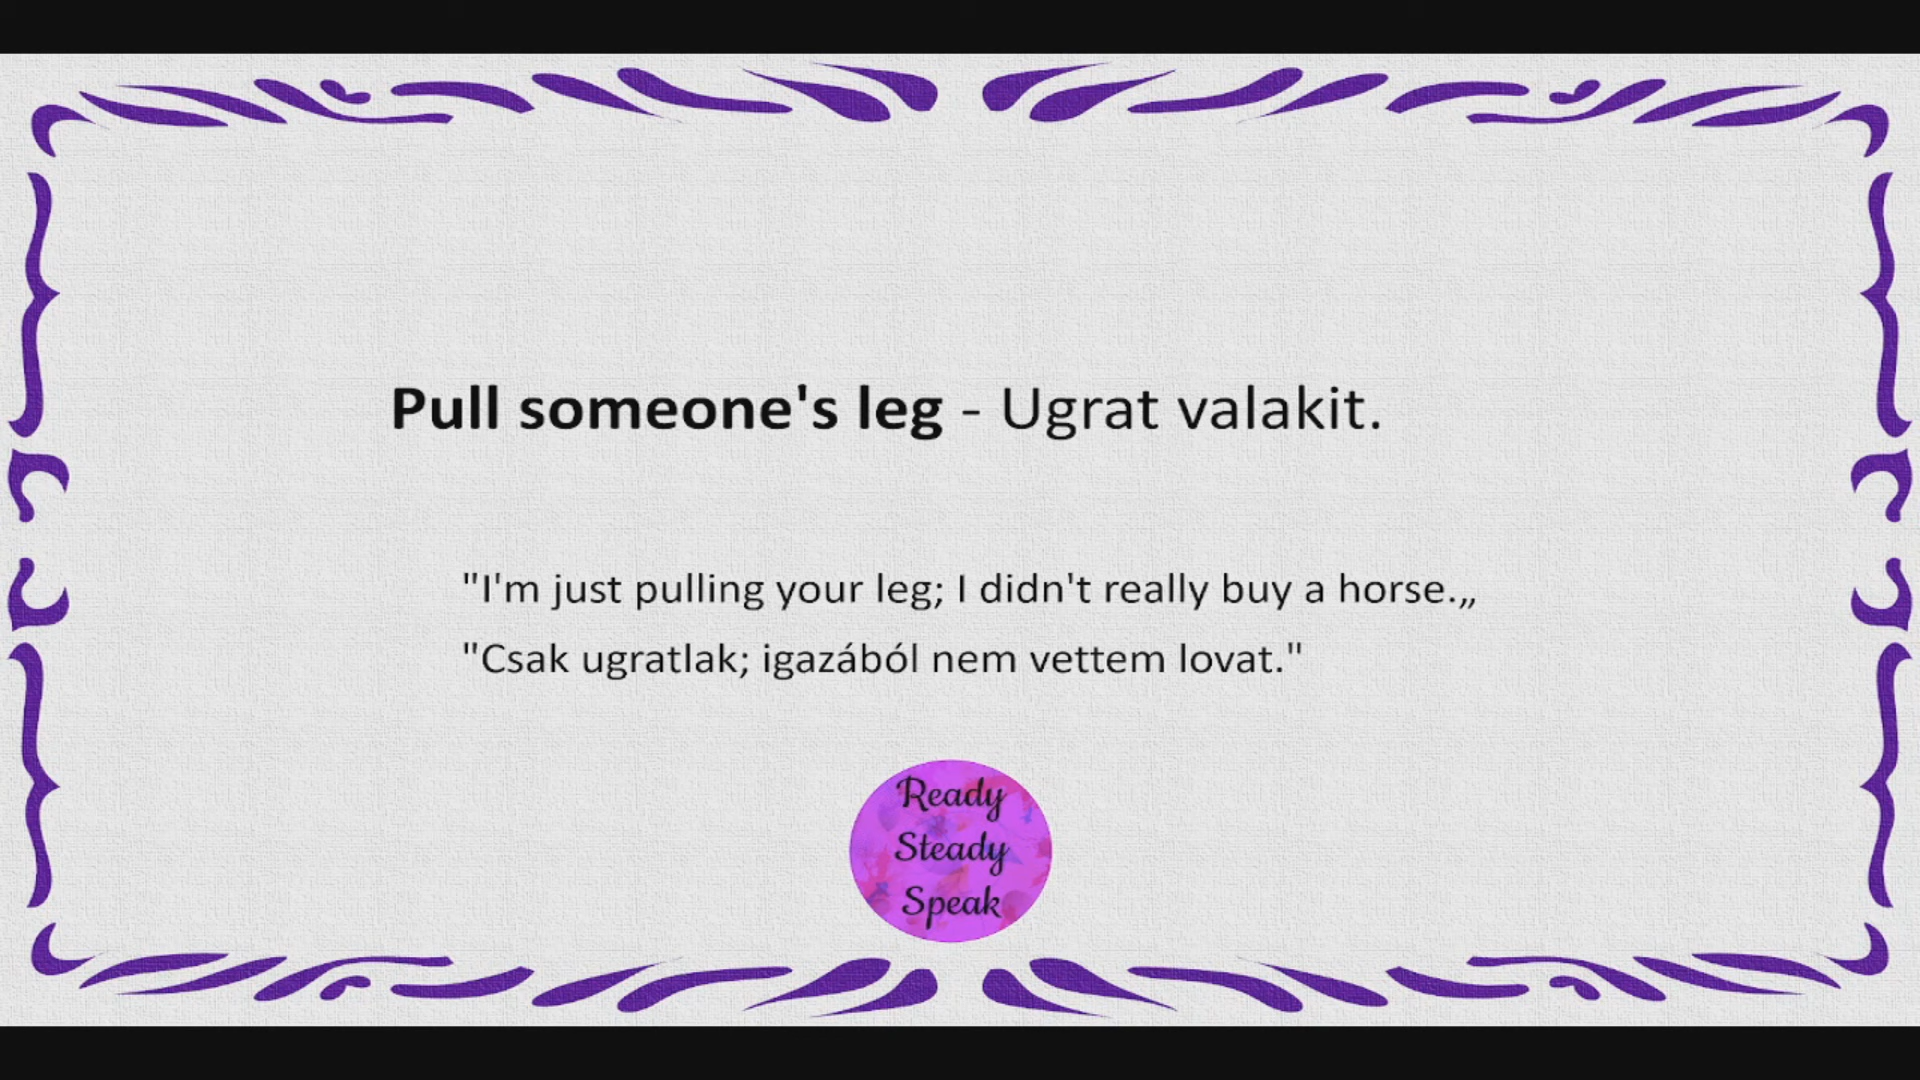 Pull someone's leg - Ugrat valakit.
"I'm just pulling your leg; I didn't really buy a horse.„
"Csak ugratlak; igazából nem vettem lovat."
Ready
Steady
Speak